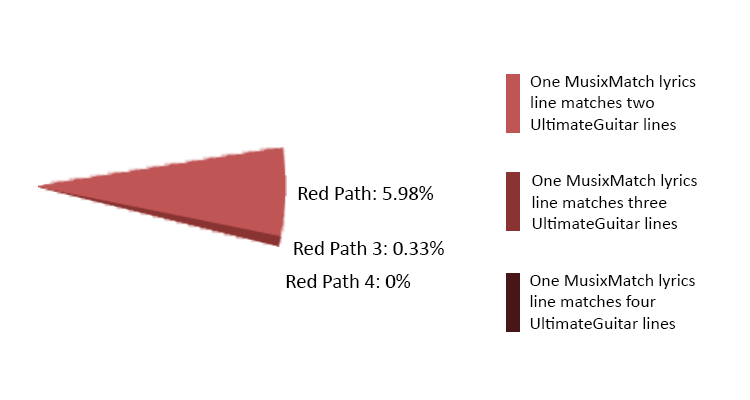 Red Path: 5.98%
Red Path 3: 0.33%
Red Path 4: 0%
One MusixMatch lyrics
line matches two
UltimateGuitar lines
One MusixMatch lyrics
line matches three
UltimateGuitar lines
One MusixMatch lyrics
line matches four
UltimateGuitar lines